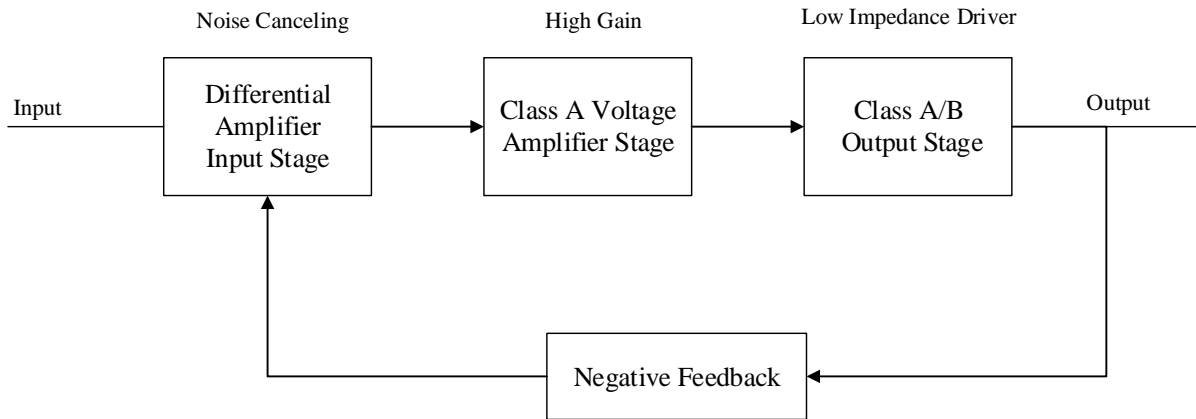 Noise Canceling
High Gain
Low Impedance Driver
Input
Differential
Amplifier
Input Stage
Class A Voltage
Amplifier Stage
Class A/B
Output Stage
Output
Negative Feedback